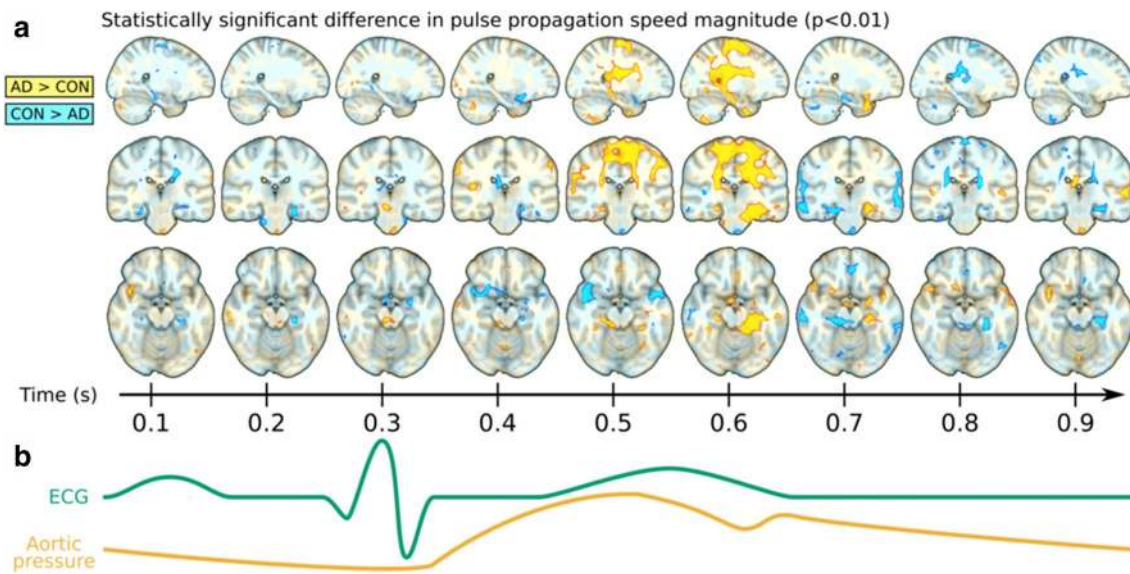 a
Statistically significant difference in pulse propagation speed magnitude (p<0.01)
AD > CON
CON > AD
Time (s)
0.1 0.2 0.3 0.4 0.5 0.6 0.7 0.8 0.9
b
ECG
Aortic
pressure